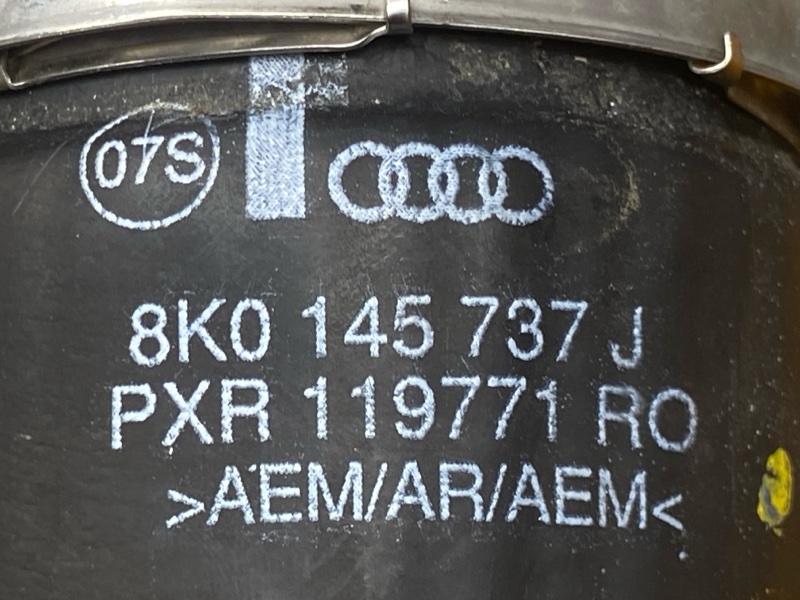 07S
8K0 145 737 J
PXR 119771 RO
>AEM/AR/AEM<